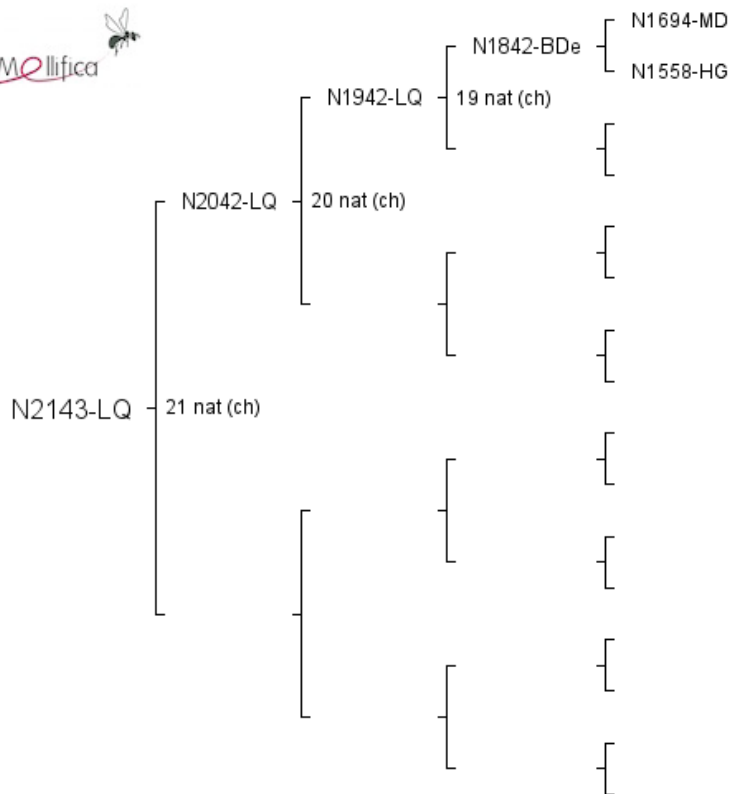 Mellifica
N1694-MD
N1842-BDe
N1558-HG
N1942-LQ
19 nat (ch)
N2042-LQ
20 nat (ch)
N2143-LQ
21 nat (ch)